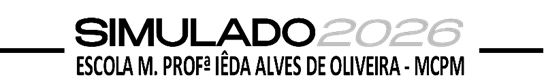 SIMULADO2026
ESCOLA M. PROFª IÊDA ALVES DE OLIVEIRA - MCPM